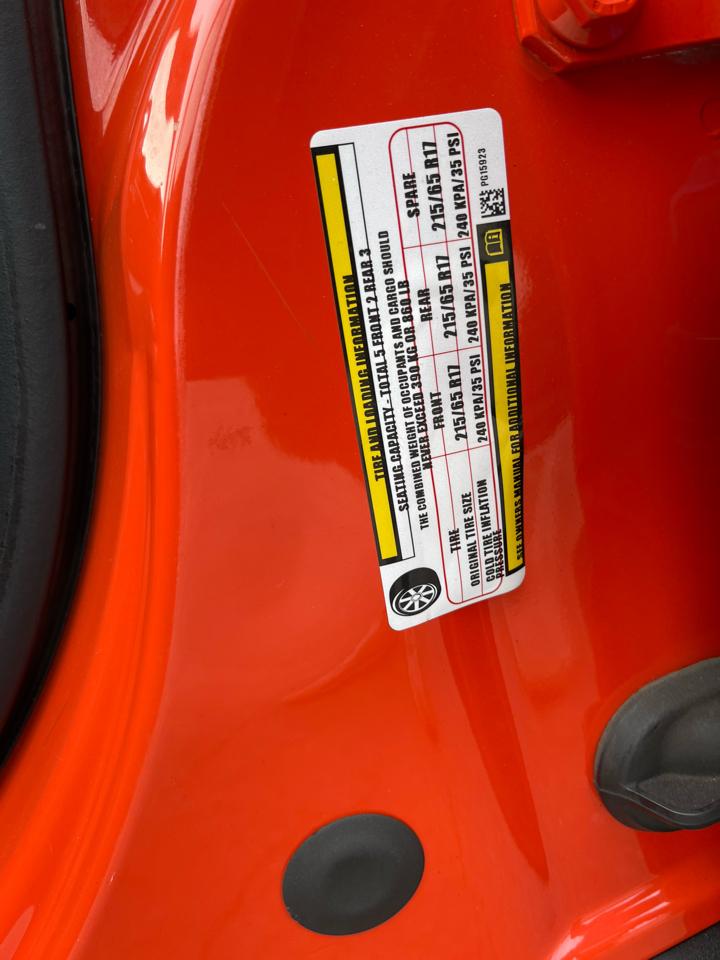 TIRE AND LOADING INFORMATION
SEATING CAPACITY - TOTAL 5 FRONT 2 REAR 3
THE COMBINED WEIGHT OF OCCUPANTS AND CARGO SHOULD
NEVER EXCEED 390 KG OR 860 LB
TIRE FRONT REAR SPARE
ORIGINAL TIRE SIZE 215/65 R17 215/65 R17 215/65 R17
COLD TIRE INFLATION PRESSURE 240 KPA/35 PSI 240 KPA/35 PSI 240 KPA/35 PSI
SEE OWNERS MANUAL FOR ADDITIONAL INFORMATION
PG15923